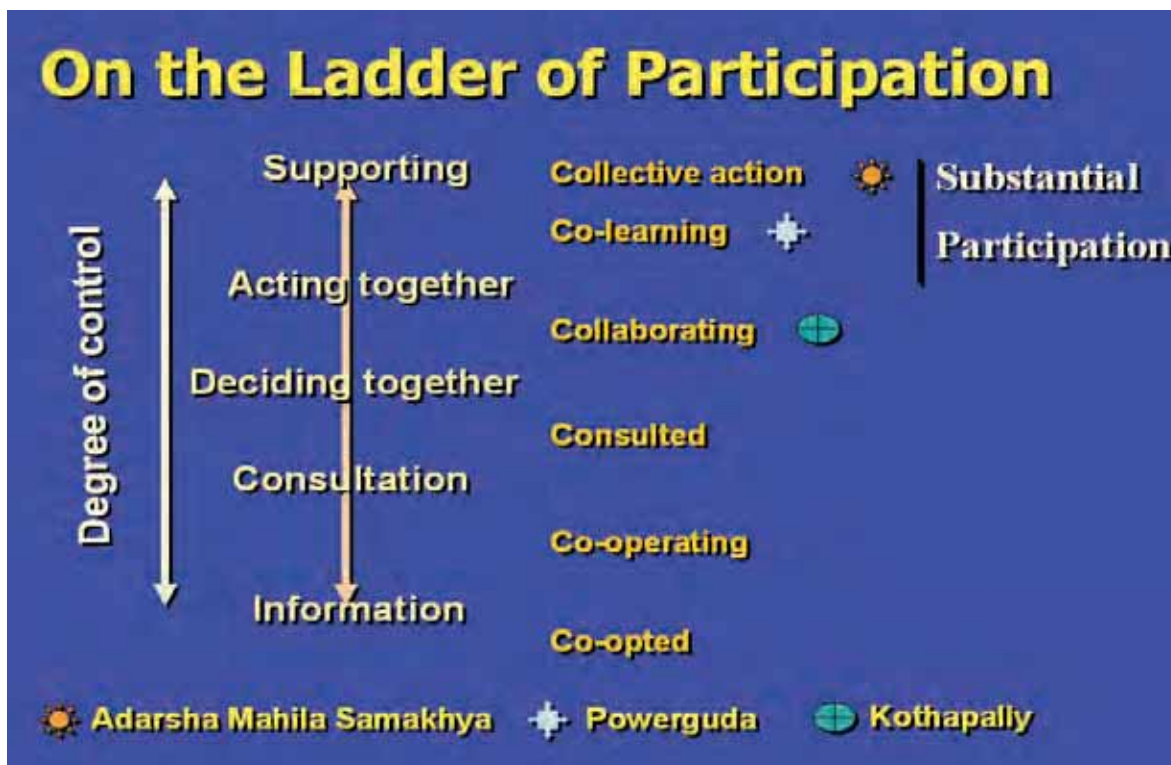 On the Ladder of Participation
Degree of control
Supporting
Acting together
Deciding together
Consultation
Information
Collective action
Co-learning
Collaborating
Consulted
Co-operating
Co-opted
Substantial
Participation
Adarsha Mahila Samakhya
Powerguda
Kothapally